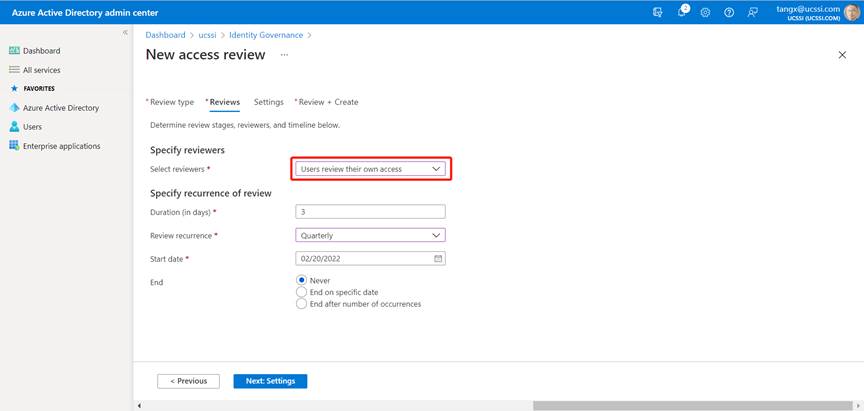 Azure Active Directory admin center
2
tangx@ucssi.com
UCSSI (UCSSI.COM)
«
Dashboard
All services
FAVORITES
Azure Active Directory
Users
Enterprise applications
Dashboard > ucssi > Identity Governance >
New access review ...
* Review type * Reviews Settings * Review + Create
Determine review stages, reviewers, and timeline below.
Specify reviewers
Select reviewers * Users review their own access
Specify recurrence of review
Duration (in days) * 3
Review recurrence * Quarterly
Start date * 02/20/2022
End Never
End on specific date
End after number of occurrences
< Previous Next: Settings